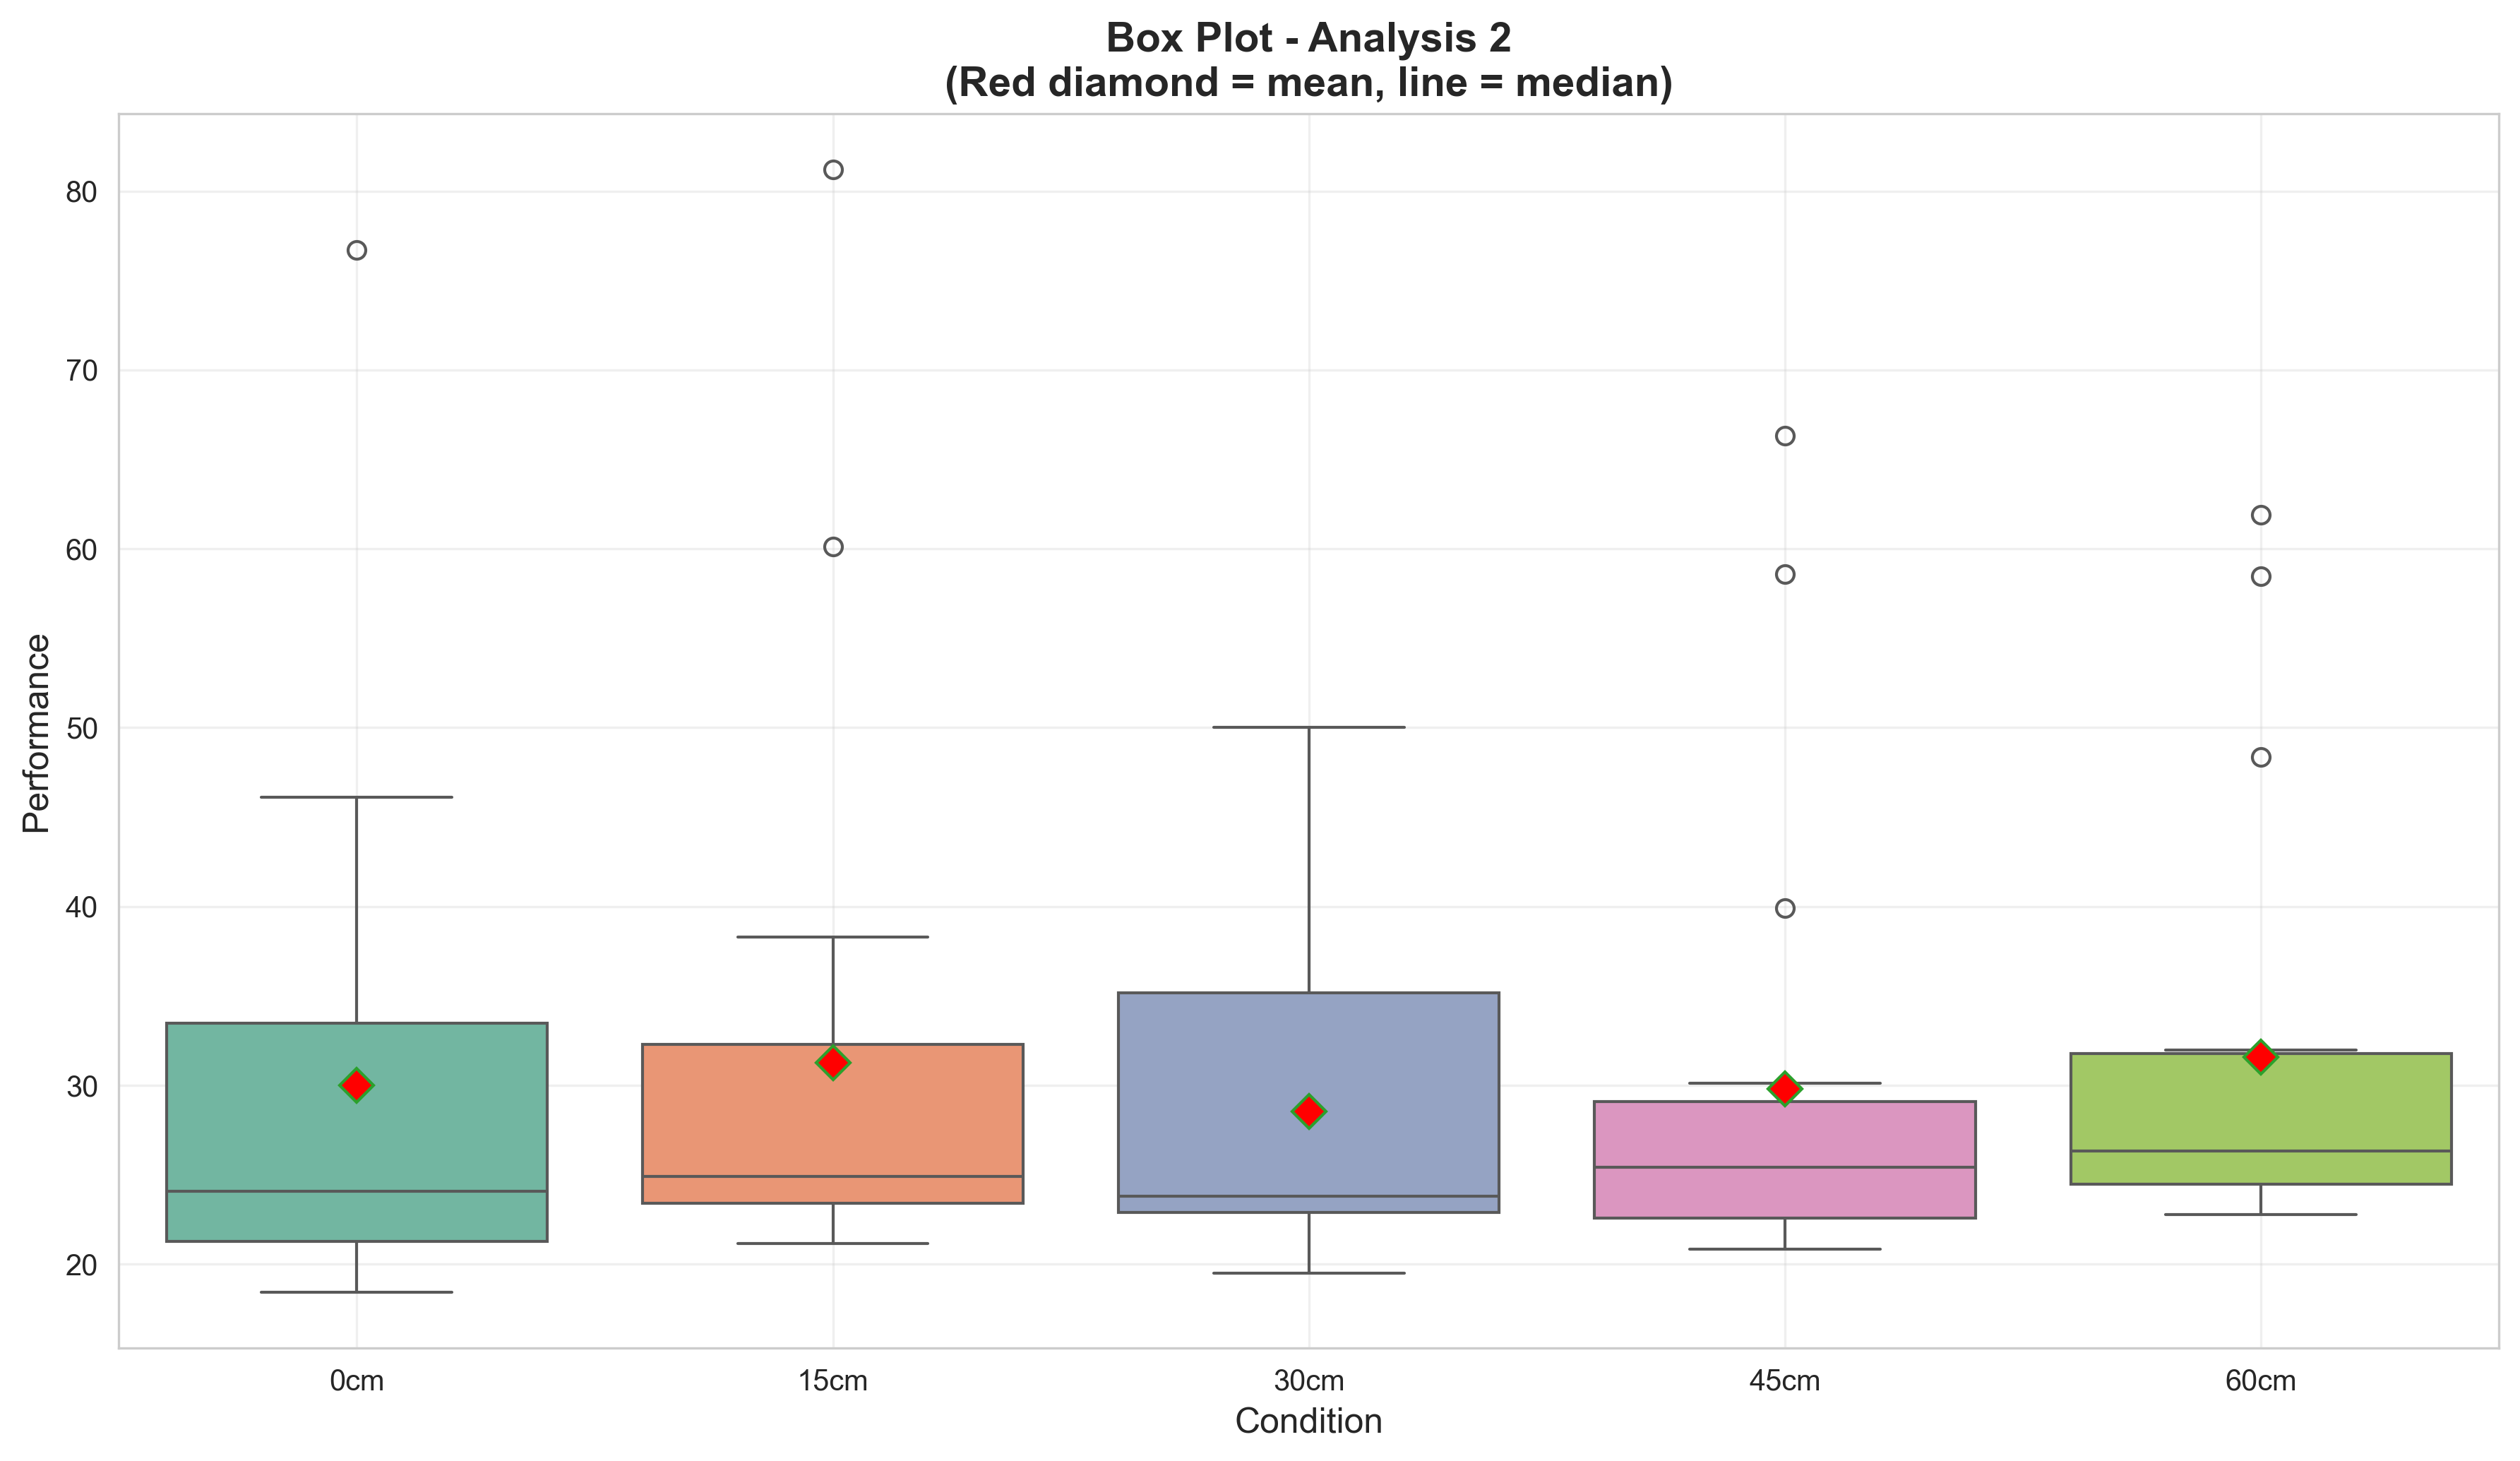 Box Plot - Analysis 2
(Red diamond = mean, line = median)
Performance
80
70
60
50
40
30
20
0cm
15cm
30cm
45cm
60cm
Condition